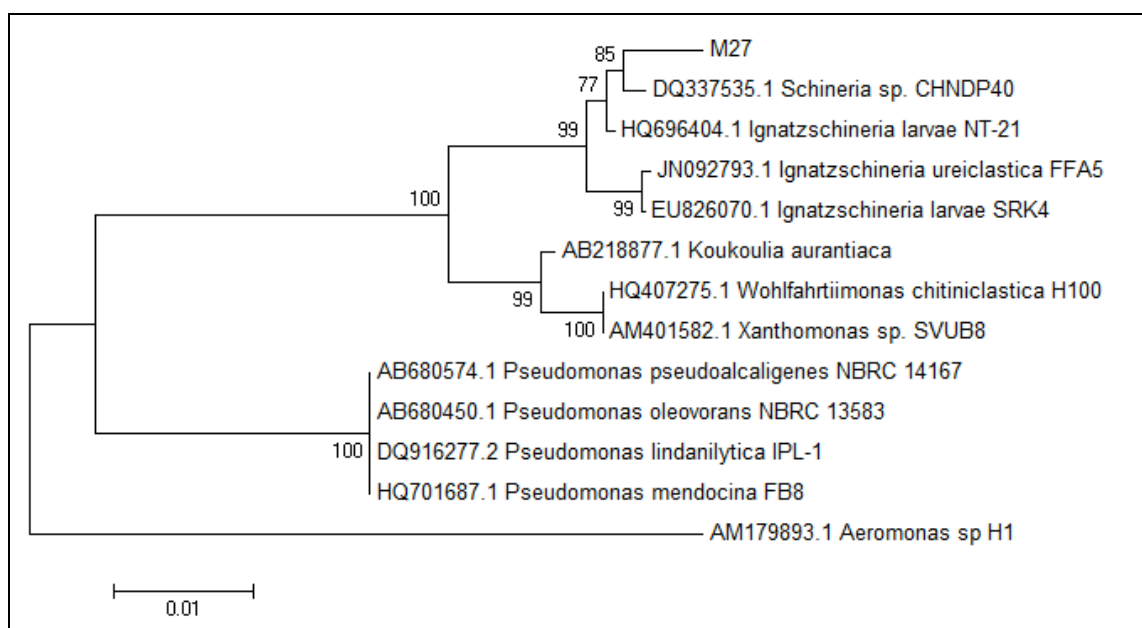 M27
85
DQ337535.1 Schineria sp. CHNDP40
77
HQ696404.1 Ignatzschineria larvae NT-21
99
JN092793.1 Ignatzschineria ureiclastica FFA5
100
99 EU826070.1 Ignatzschineria larvae SRK4
AB218877.1 Koukoulia aurantiaca
99
HQ407275.1 Wohlfahrtiimonas chitiniclastica H100
100 AM401582.1 Xanthomonas sp. SVUB8
AB680574.1 Pseudomonas pseudoalcaligenes NBRC 14167
AB680450.1 Pseudomonas oleovorans NBRC 13583
100 DQ916277.2 Pseudomonas lindanilytica IPL-1
HQ701687.1 Pseudomonas mendocina FB8
AM179893.1 Aeromonas sp H1
0.01